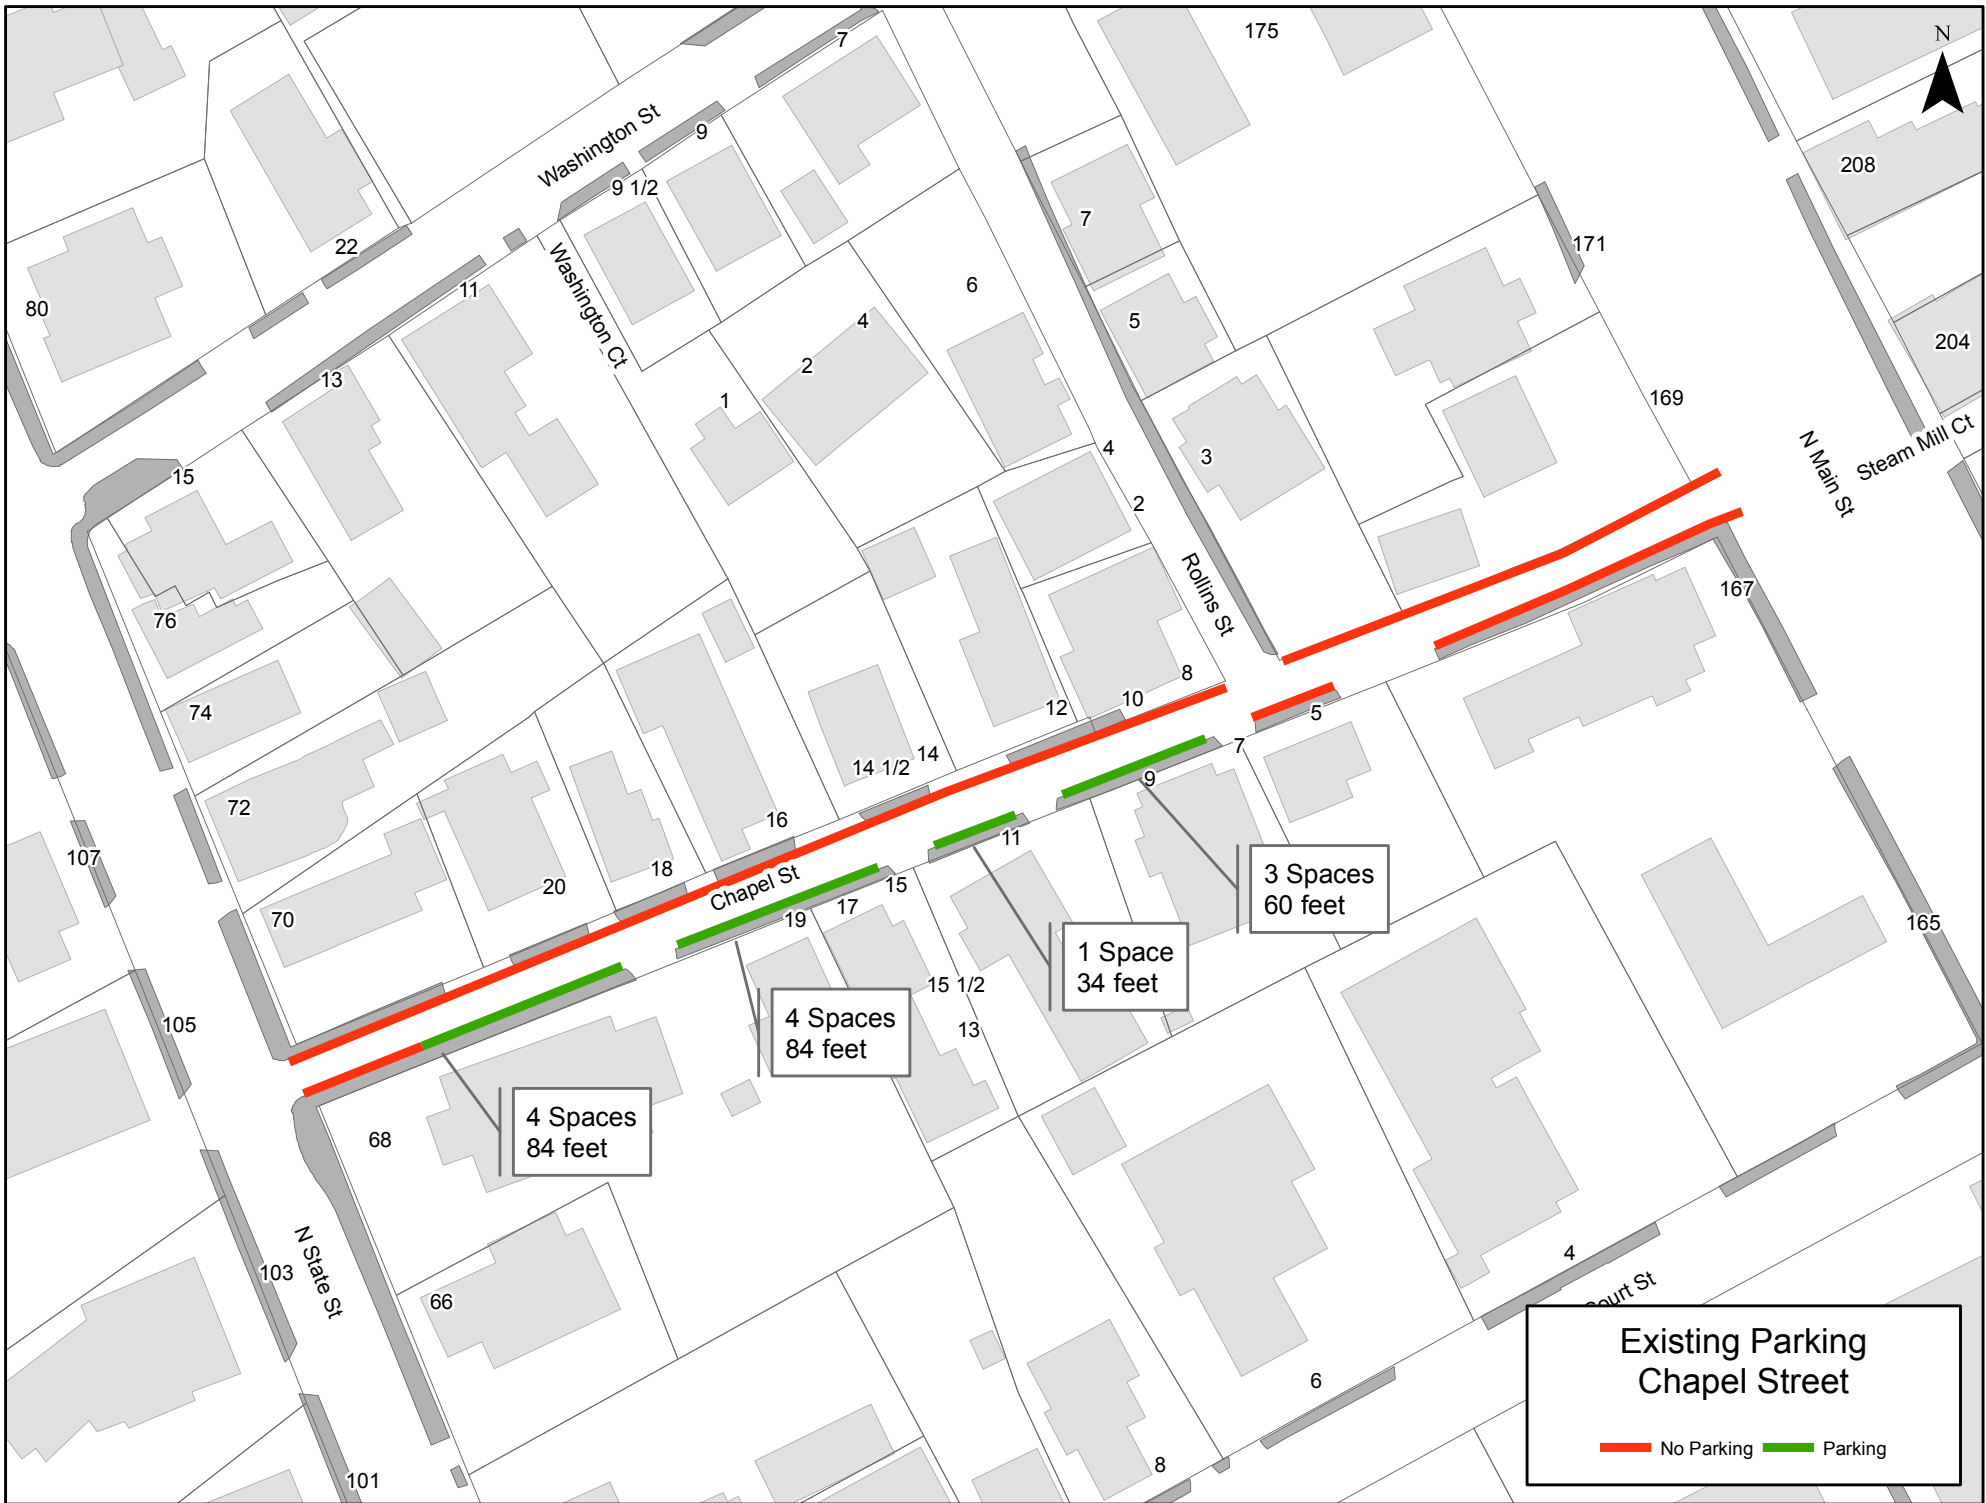 175
N
7
Washington St
9
9 1/2
208
7
22
171
6
Washington Ct
11
80
4
5
204
2
13
1
169
4
3
N Main St
Steam Mill Ct
15
2
Rollins St
167
76
8
74
10
12
5
14
14 1/2
7
9
72
16
11
107
18
Chapel St
3 Spaces
60 feet
20
15
17
70
19
165
1 Space
34 feet
15 1/2
105
13
4 Spaces
84 feet
4 Spaces
84 feet
68
N State St
103
4
66
Court St
Existing Parking
Chapel Street
6
No Parking
Parking
8
101